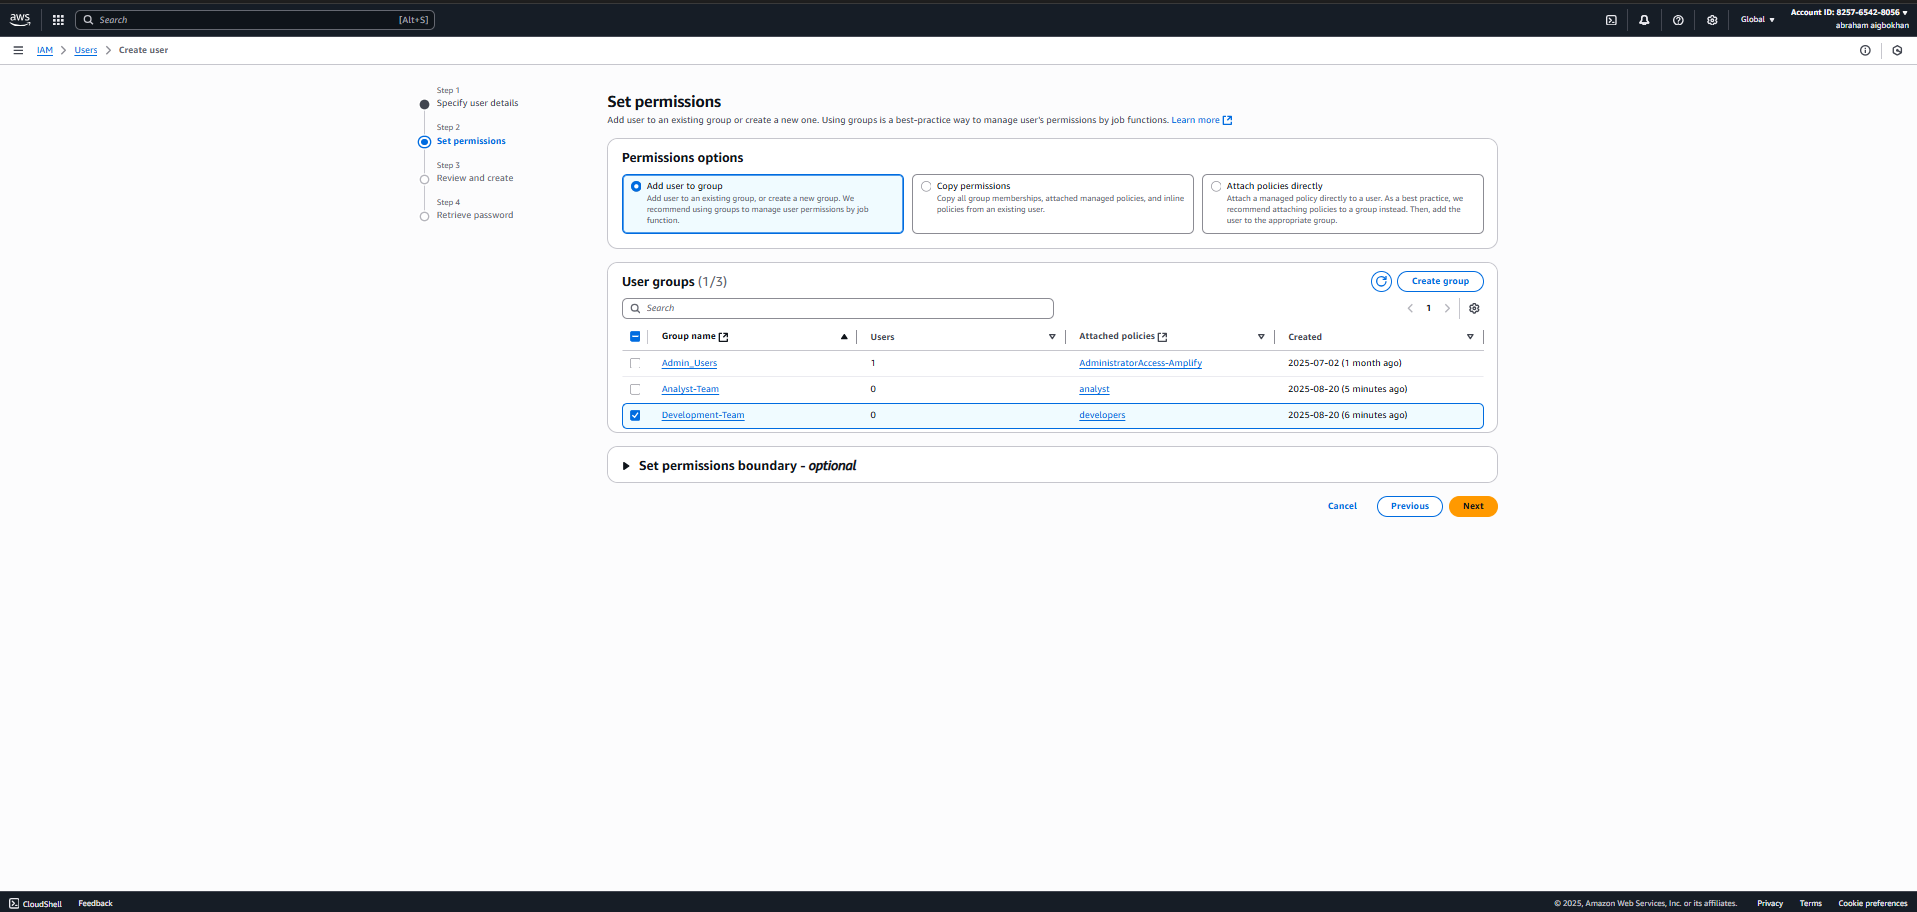 aws
Search
[Alt+S]
Global
Account ID: 8257-6542-8056
abraham aigbokhan
IAM
Users
Create user
Step 1
Specify user details
Step 2
Set permissions
Step 3
Review and create
Step 4
Retrieve password
Set permissions
Add user to an existing group or create a new one. Using groups is a best-practice way to manage user's permissions by job functions. Learn more
Permissions options
Add user to group
Add user to an existing group, or create a new group. We
recommend using groups to manage user permissions by job
function.
Copy permissions
Copy all group memberships, attached managed policies, and inline
policies from an existing user.
Attach policies directly
Attach a managed policy directly to a user. As a best practice, we
recommend attaching policies to a group instead. Then, add the
user to the appropriate group.
User groups (1/3)
Create group
Search
1
Group name Users Attached policies Created
Admin_Users 1 AdministratorAccess-Amplify 2025-07-02 (1 month ago)
Analyst-Team 0 analyst 2025-08-20 (5 minutes ago)
Development-Team 0 developers 2025-08-20 (6 minutes ago)
Set permissions boundary - optional
Cancel Previous Next
CloudShell Feedback © 2025, Amazon Web Services, Inc. or its affiliates. Privacy Terms Cookie preferences